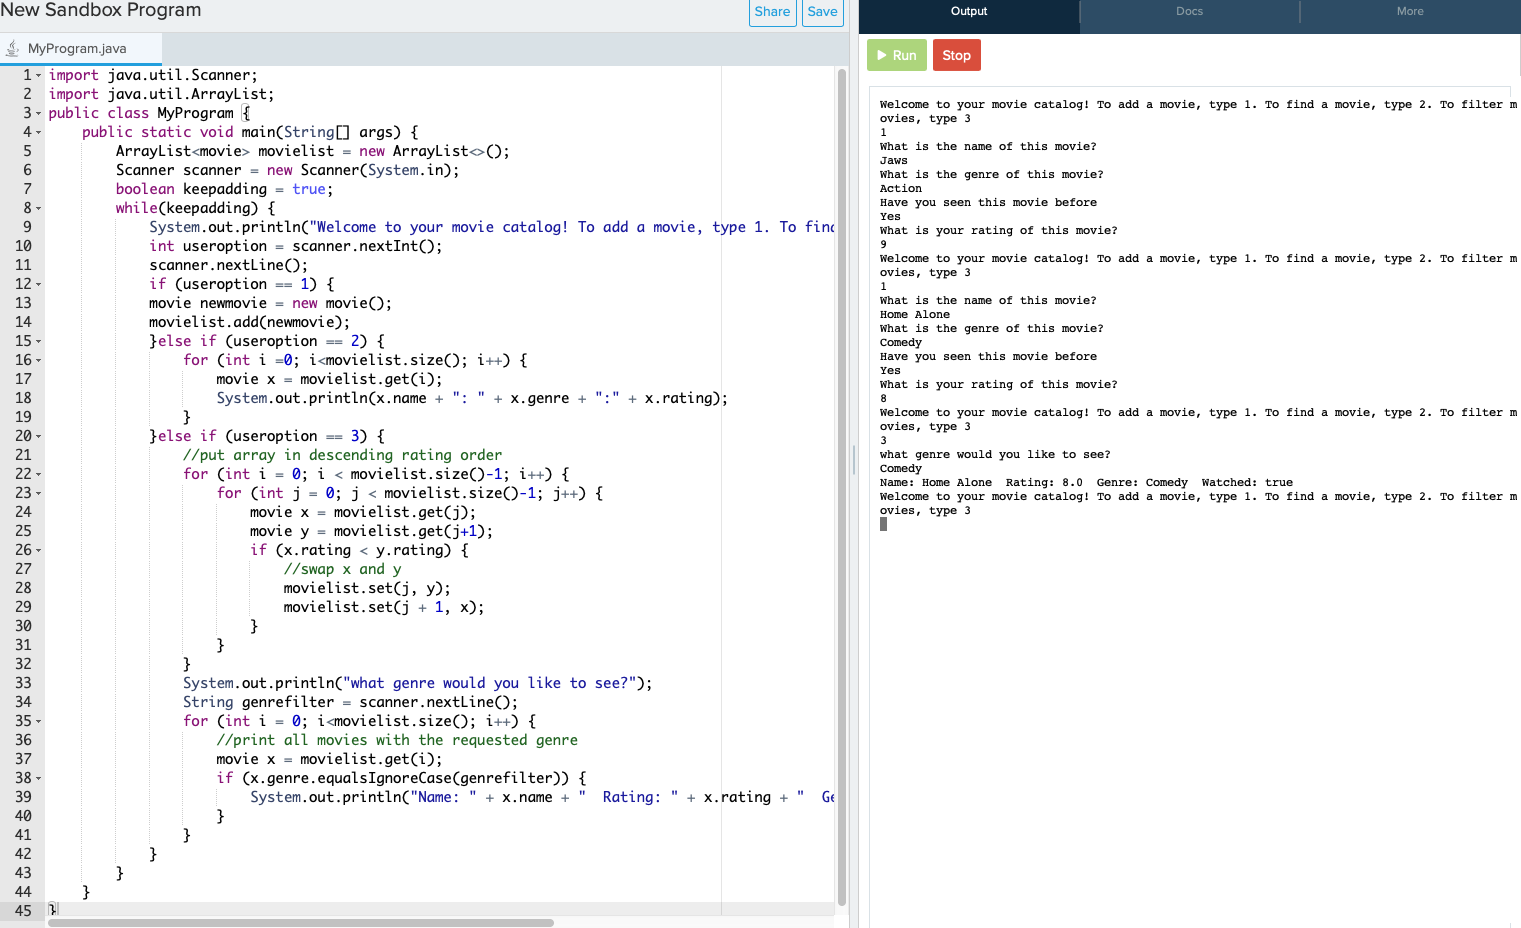 New Sandbox Program
Share
Save
MyProgram.java
1 import java.util.Scanner;
2 import java.util.ArrayList;
3 public class MyProgram {
4     public static void main(String[] args) {
5         ArrayList<movie> movielist = new ArrayList<>();
6         Scanner scanner = new Scanner(System.in);
7         boolean keepadding = true;
8         while(keepadding) {
9             System.out.println("Welcome to your movie catalog! To add a movie, type 1. To find
10             int useroption = scanner.nextInt();
11             scanner.nextLine();
12             if (useroption == 1) {
13             movie newmovie = new movie();
14             movielist.add(newmovie);
15             }else if (useroption == 2) {
16                 for (int i =0; i<movielist.size(); i++) {
17                     movie x = movielist.get(i);
18                     System.out.println(x.name + ": " + x.genre + ":" + x.rating);
19                 }
20             }else if (useroption == 3) {
21                 //put array in descending rating order
22                 for (int i = 0; i < movielist.size()-1; i++) {
23                     for (int j = 0; j < movielist.size()-1; j++) {
24                         movie x = movielist.get(j);
25                         movie y = movielist.get(j+1);
26                         if (x.rating < y.rating) {
27                             //swap x and y
28                             movielist.set(j, y);
29                             movielist.set(j + 1, x);
30                         }
31                     }
32                 }
33                 System.out.println("what genre would you like to see?");
34                 String genrefilter = scanner.nextLine();
35                 for (int i = 0; i<movielist.size(); i++) {
36                     //print all movies with the requested genre
37                     movie x = movielist.get(i);
38                     if (x.genre.equalsIgnoreCase(genrefilter)) {
39                         System.out.println("Name: " + x.name + "  Rating: " + x.rating + "  Ge
40                     }
41                 }
42             }
43         }
44     }
45 }
Output
Docs
More
Run
Stop
Welcome to your movie catalog! To add a movie, type 1. To find a movie, type 2. To filter m
ovies, type 3
1
What is the name of this movie?
Jaws
What is the genre of this movie?
Action
Have you seen this movie before
Yes
What is your rating of this movie?
9
Welcome to your movie catalog! To add a movie, type 1. To find a movie, type 2. To filter m
ovies, type 3
1
What is the name of this movie?
Home Alone
What is the genre of this movie?
Comedy
Have you seen this movie before
Yes
What is your rating of this movie?
8
Welcome to your movie catalog! To add a movie, type 1. To find a movie, type 2. To filter m
ovies, type 3
3
what genre would you like to see?
Comedy
Name: Home Alone  Rating: 8.0  Genre: Comedy  Watched: true
Welcome to your movie catalog! To add a movie, type 1. To find a movie, type 2. To filter m
ovies, type 3